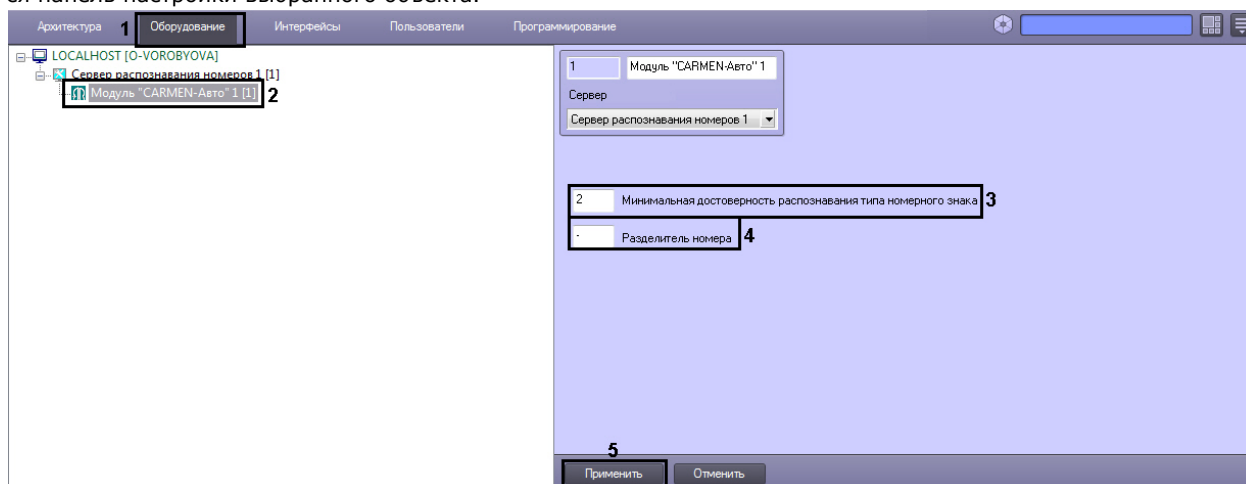 ся панель настройки выбранного объекта.
Архитектура 1 Оборудование Интерфейсы Пользователи Программирование
LOCALHOST [O-VOROBYOVA]
Сервер распознавания номеров 1 [1]
Модуль "CARMEN-Авто" 1 [1] 2
1 Модуль "CARMEN-Авто" 1
Сервер
Сервер распознавания номеров 1
2 Минимальная достоверность распознавания типа номерного знака 3
- Разделитель номера 4
5
Применить Отменить